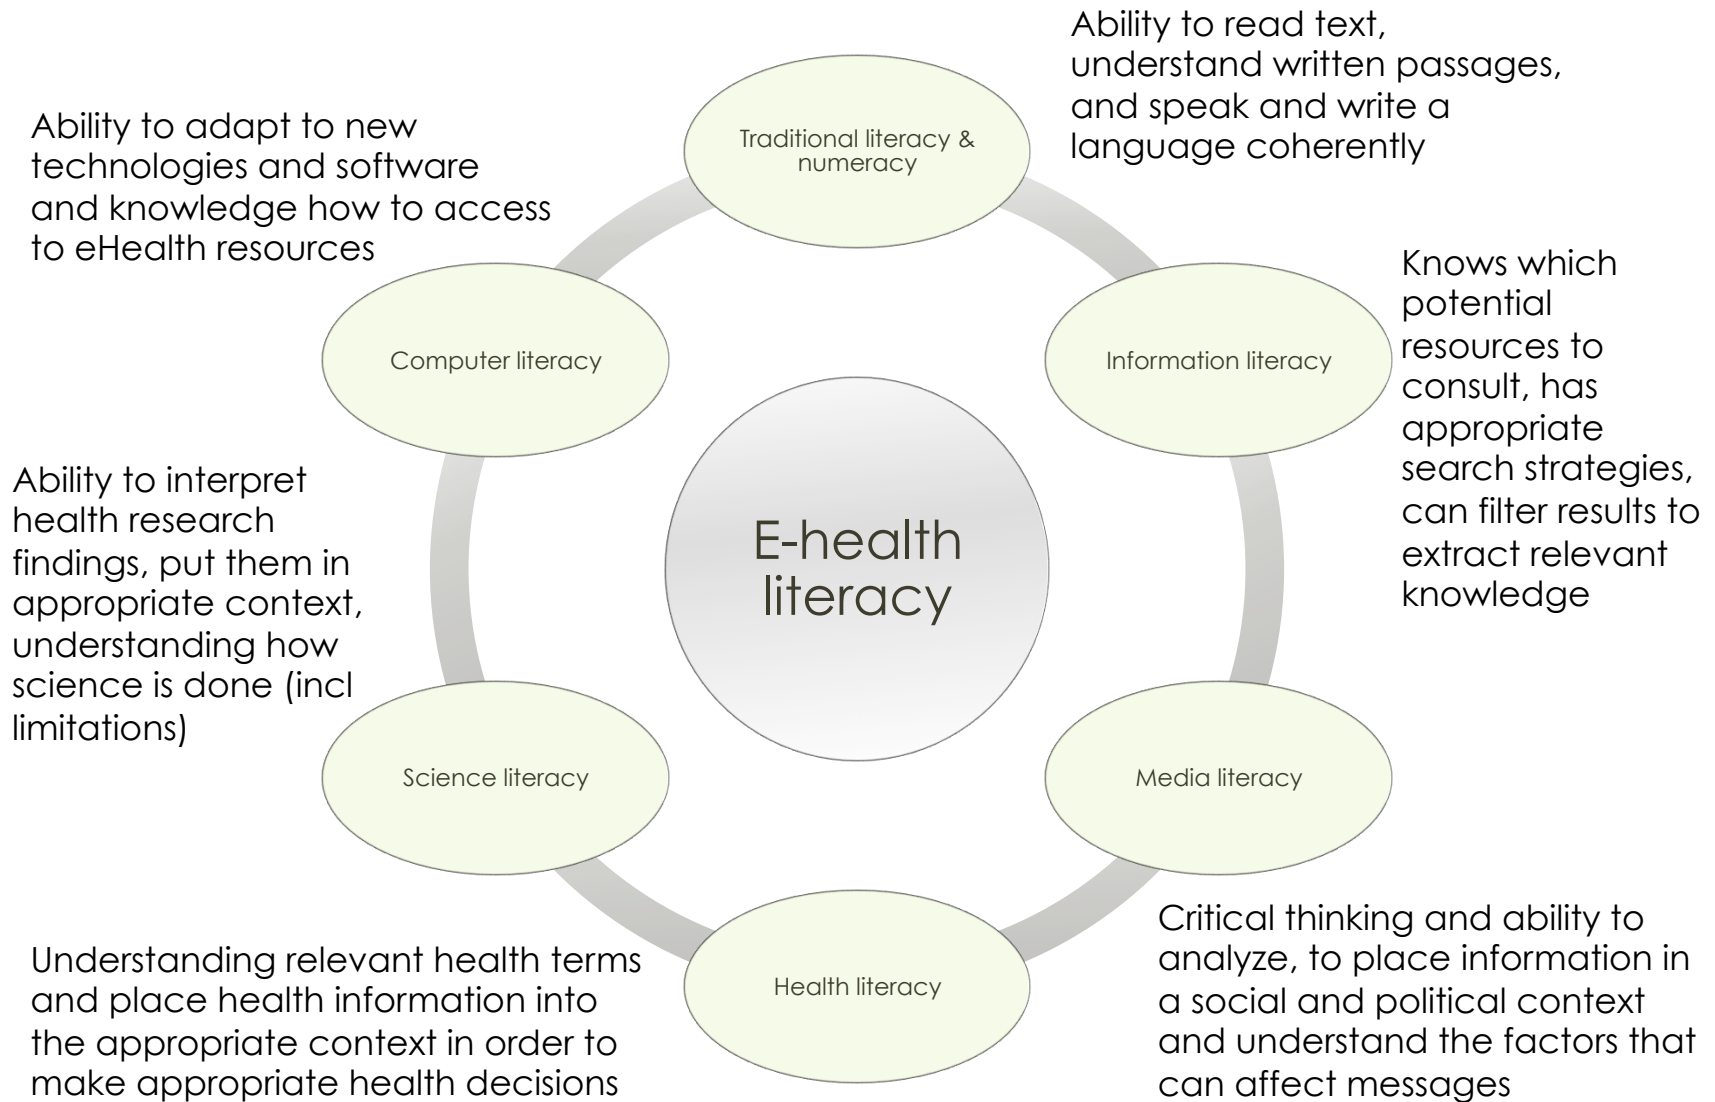 Ability to read text,
understand written passages,
and speak and write a
language coherently
Traditional literacy &
numeracy
Ability to adapt to new
technologies and software
and knowledge how to access
to eHealth resources
Computer literacy
Information literacy
Knows which
potential
resources to
consult, has
appropriate
search strategies,
can filter results to
extract relevant
knowledge
E-health
literacy
Ability to interpret
health research
findings, put them in
appropriate context,
understanding how
science is done (incl
limitations)
Science literacy
Media literacy
Critical thinking and ability to
analyze, to place information in
a social and political context
and understand the factors that
can affect messages
Health literacy
Understanding relevant health terms
and place health information into
the appropriate context in order to
make appropriate health decisions